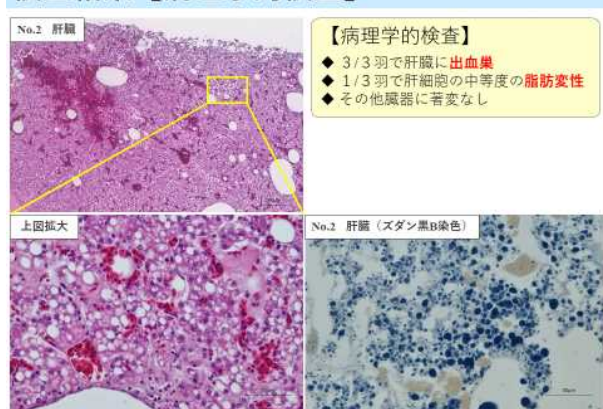 No.2 肝臓
【病理学的検査】
◆ 3/3羽で肝臓に出血巣
◆ 1/3羽で肝細胞の中等度の脂肪変性
◆ その他臓器に著変なし
上図拡大
No.2 肝臓（ズダン黒B染色）